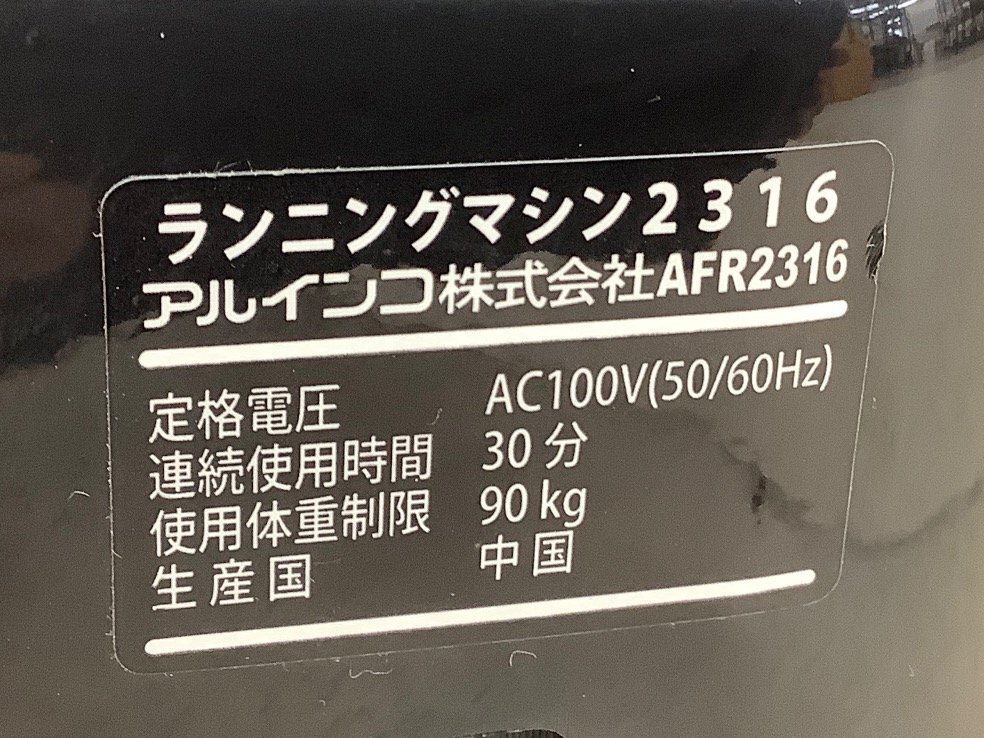 ランニングマシン2316
アルインコ株式会社AFR2316
定格電圧 AC100V(50/60Hz)
連続使用時間 30分
使用体重制限 90 kg
生産国 中国